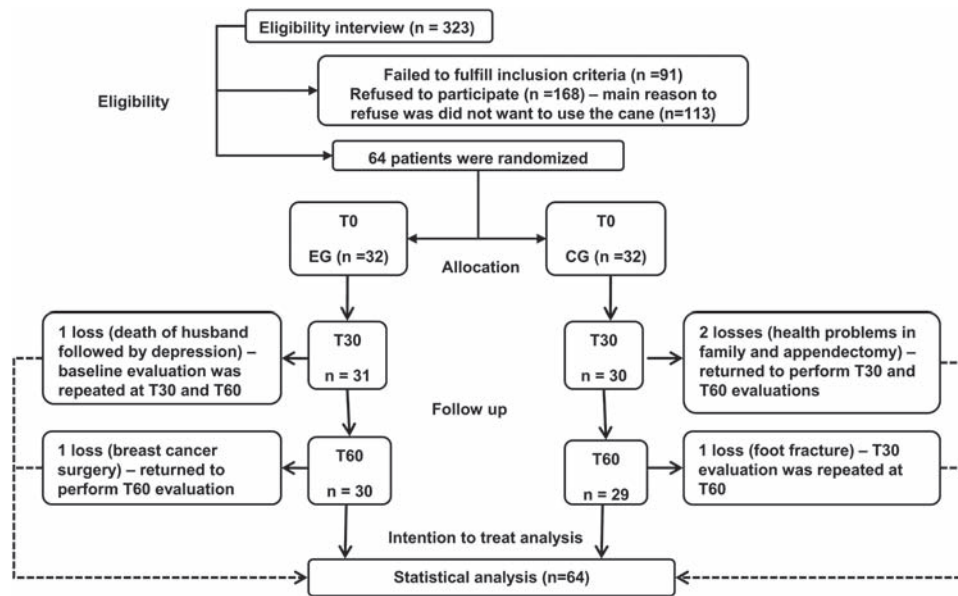 Eligibility interview (n = 323)
Failed to fulfill inclusion criteria (n =91)
Refused to participate (n =168) – main reason to
refuse was did not want to use the cane (n=113)
Eligibility
64 patients were randomized
T0
EG (n =32)
T0
CG (n =32)
Allocation
1 loss (death of husband
followed by depression) –
baseline evaluation was
repeated at T30 and T60
T30
n = 31
T30
n = 30
2 losses (health problems in
family and appendectomy) –
returned to perform T30 and
T60 evaluations
Follow up
1 loss (breast cancer
surgery) – returned to
perform T60 evaluation
T60
n = 30
T60
n = 29
1 loss (foot fracture) – T30
evaluation was repeated at
T60
Intention to treat analysis
Statistical analysis (n=64)